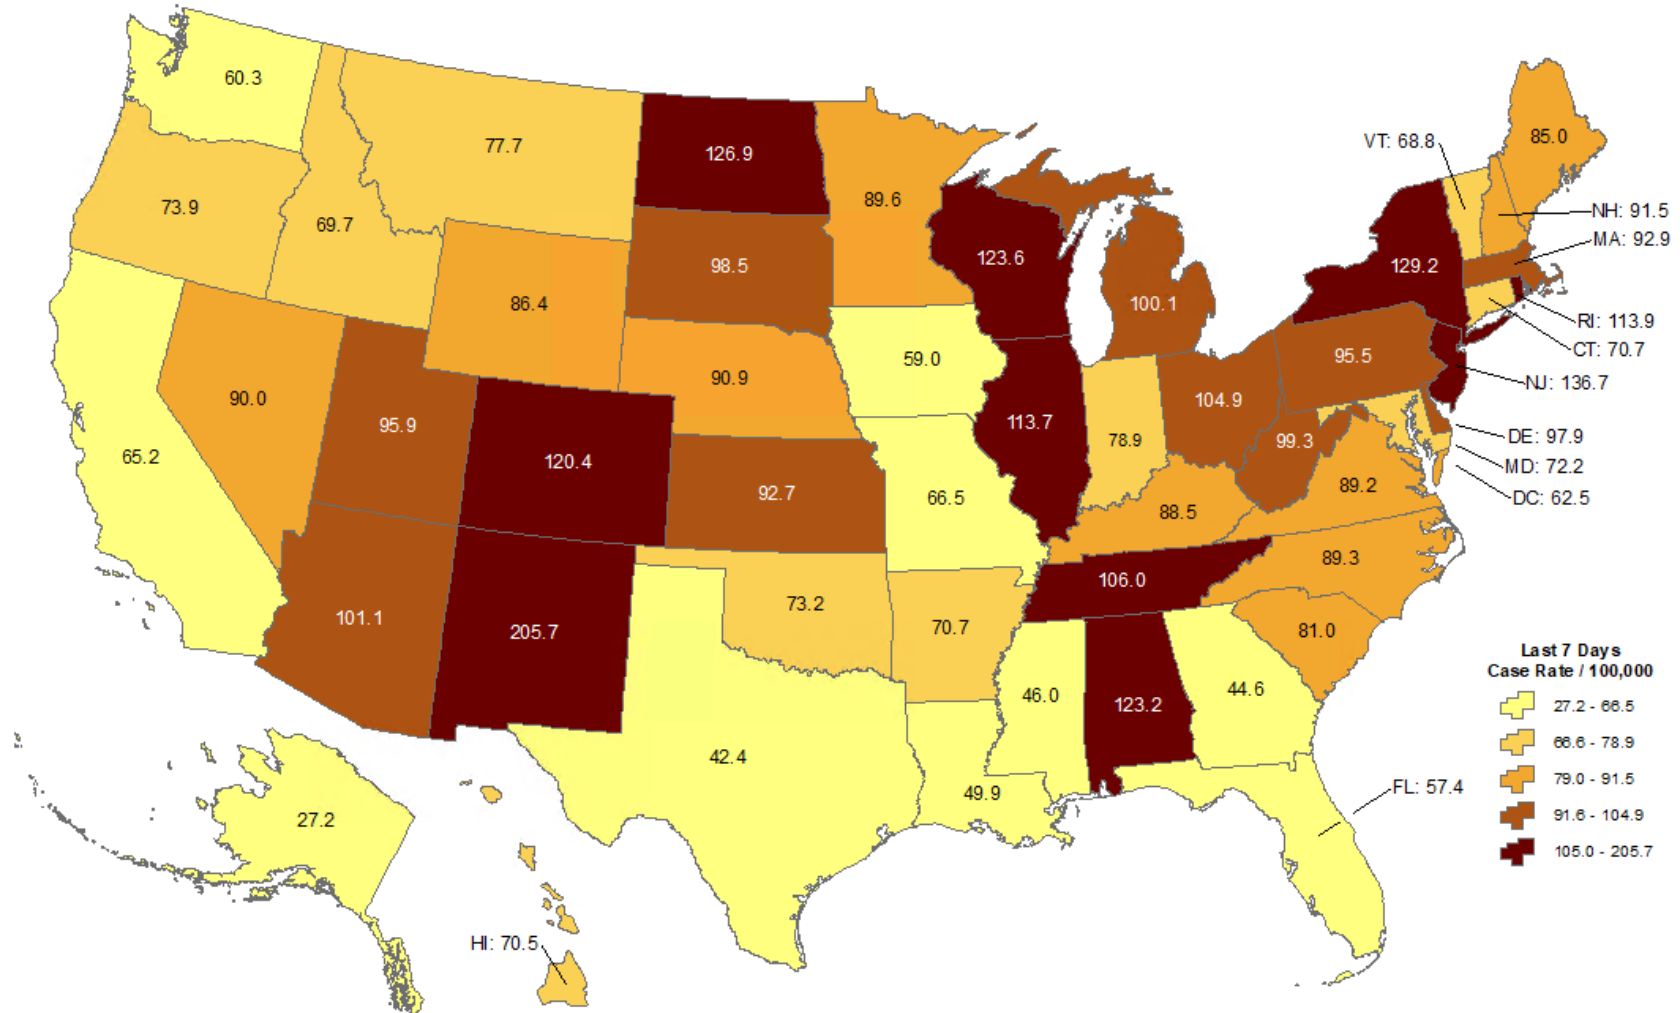 60.3
77.7
126.9
VT: 68.8
85.0
73.9
69.7
89.6
NH: 91.5
MA: 92.9
98.5
123.6
129.2
86.4
100.1
RI: 113.9
CT: 70.7
59.0
95.5
90.9
NJ: 136.7
90.0
104.9
95.9
113.7
78.9
99.3
DE: 97.9
65.2
120.4
MD: 72.2
92.7
66.5
89.2
DC: 62.5
88.5
89.3
106.0
73.2
101.1
205.7
70.7
81.0
Last 7 Days
Case Rate / 100,000
46.0
123.2
44.6
27.2 - 66.5
42.4
66.6 - 78.9
49.9
79.0 - 91.5
FL: 57.4
27.2
91.6 - 104.9
105.0 - 205.7
HI: 70.5